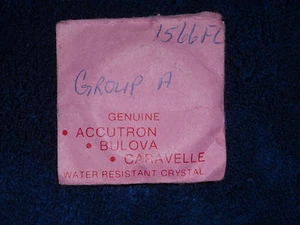 1566FC
GROUP A
GENUINE
• ACCUTRON
• BULOVA
• CARAVELLE
WATER RESISTANT CRYSTAL